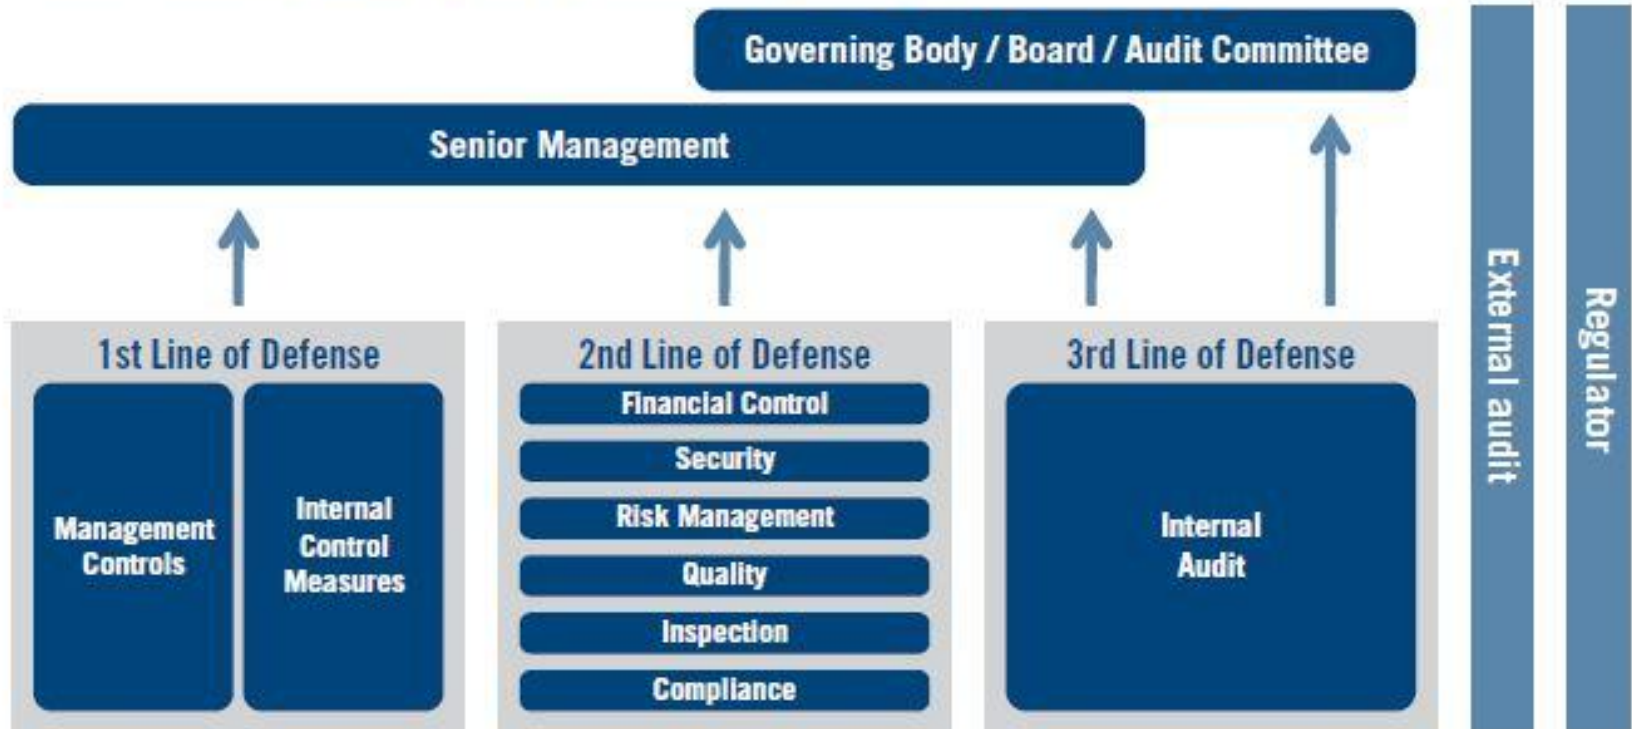 Governing Body / Board / Audit Committee
Senior Management
1st Line of Defense
Management
Controls
Internal
Control
Measures
2nd Line of Defense
Financial Control
Security
Risk Management
Quality
Inspection
Compliance
3rd Line of Defense
Internal
Audit
External audit
Regulator